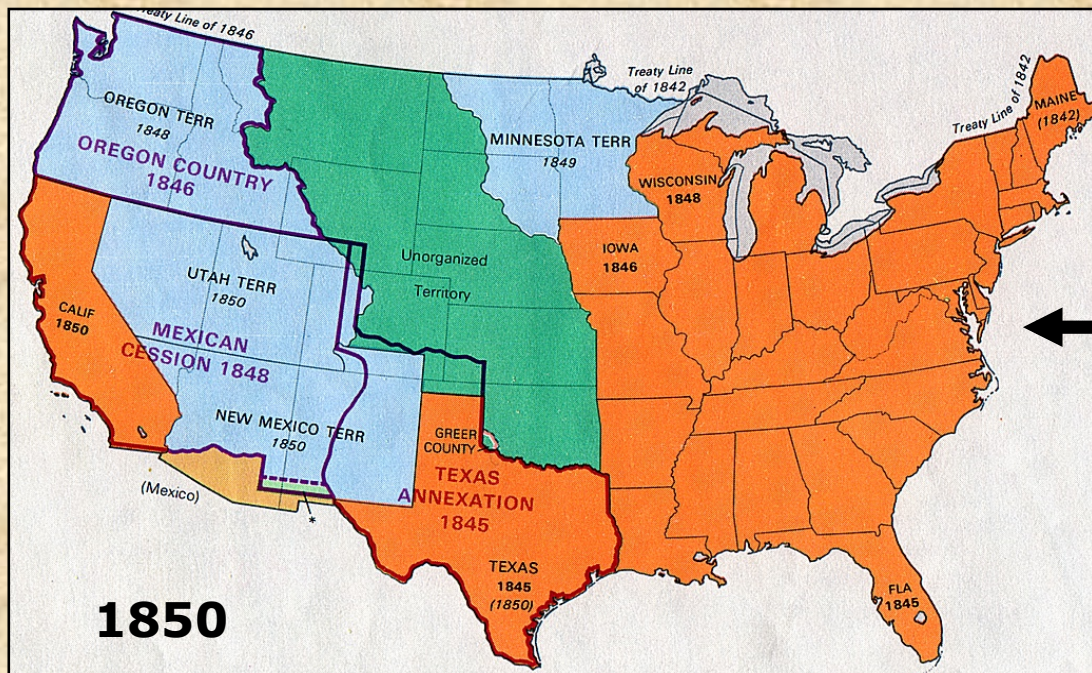 Treaty Line of 1846
Treaty Line
of 1842
Treaty Line of 1842
MAINE
(1842)
OREGON TERR
1848
OREGON COUNTRY
1846
MINNESOTA TERR
1849
WISCONSIN
1848
IOWA
1846
Unorganized
Territory
UTAH TERR
1850
CALIF
1850
MEXICAN
CESSION 1848
NEW MEXICO TERR
1850
GREER
COUNTY
TEXAS
ANNEXATION
1845
(Mexico)
*
TEXAS
1845
(1850)
FLA
1845
1850